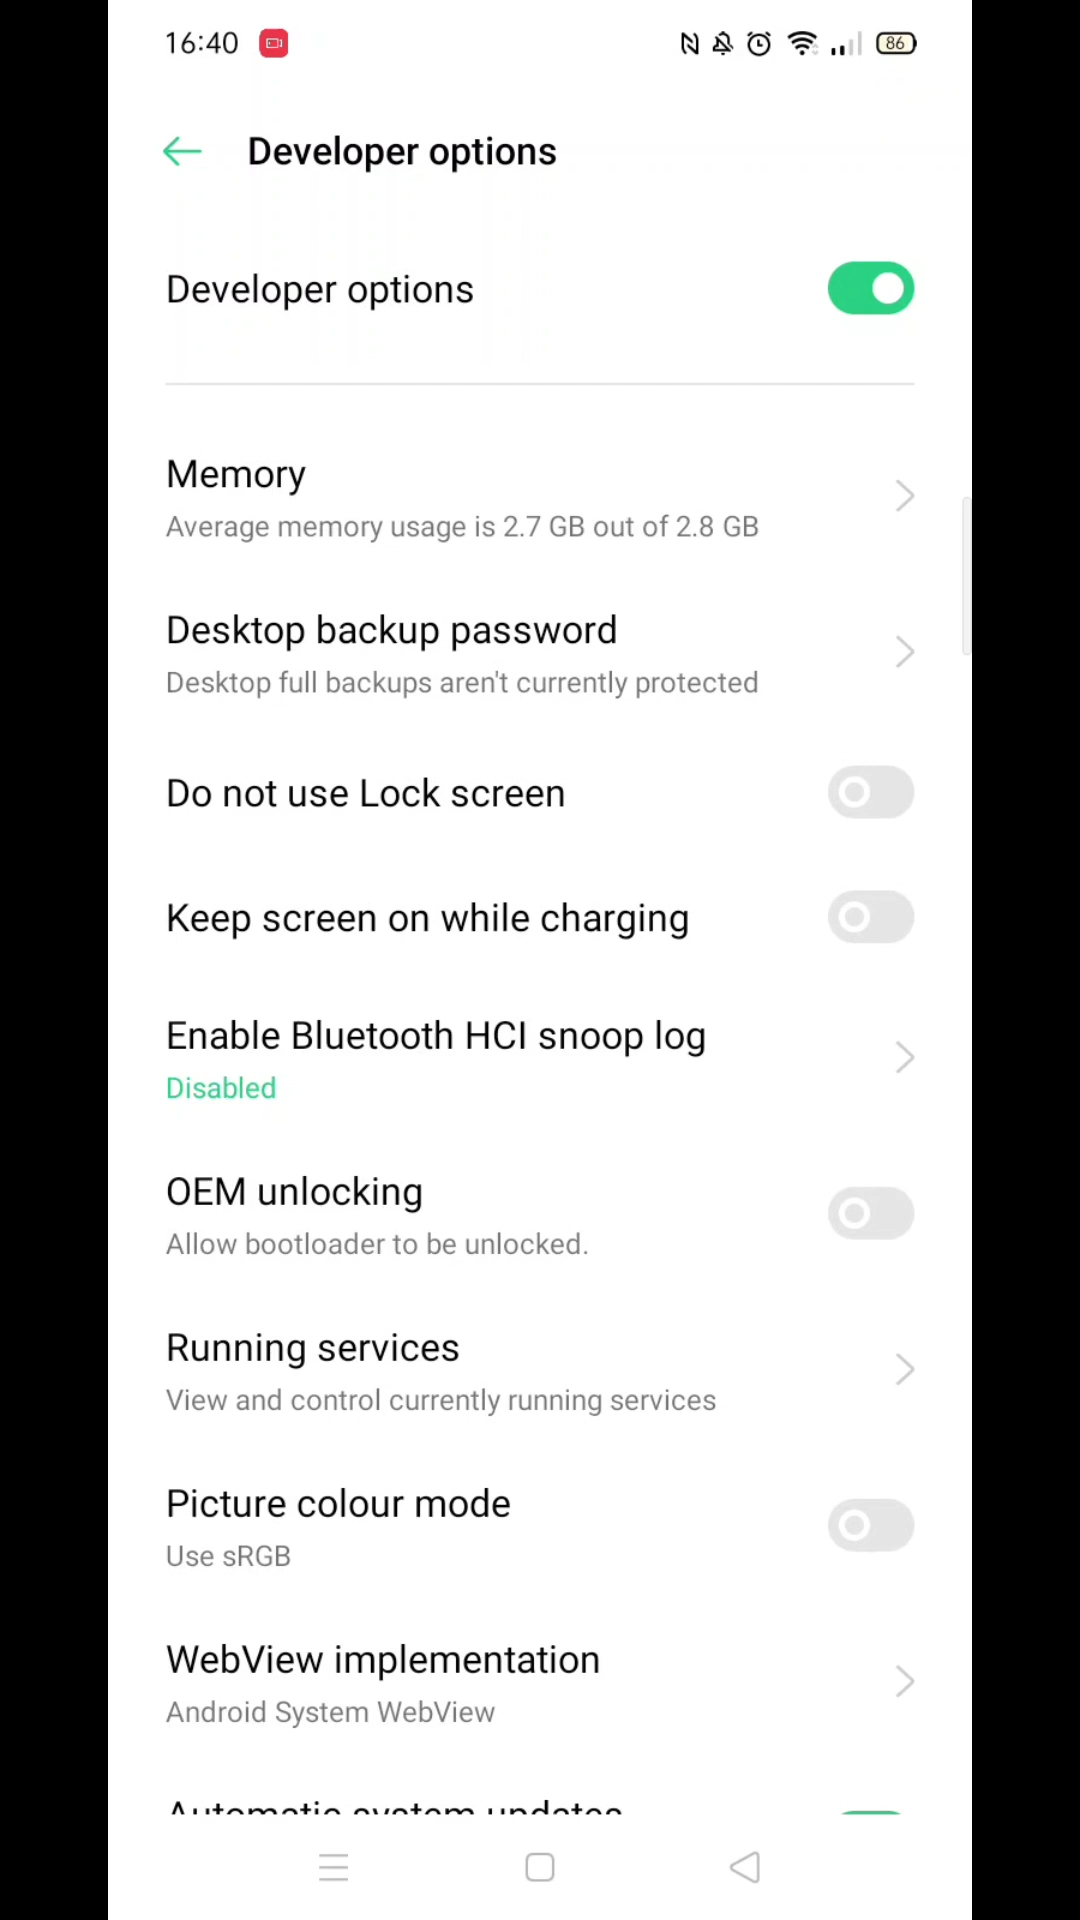 16:40
86
Developer options
Developer options
Memory
Average memory usage is 2.7 GB out of 2.8 GB
Desktop backup password
Desktop full backups aren't currently protected
Do not use Lock screen
Keep screen on while charging
Enable Bluetooth HCI snoop log
Disabled
OEM unlocking
Allow bootloader to be unlocked.
Running services
View and control currently running services
Picture colour mode
Use sRGB
WebView implementation
Android System WebView
Automatic system updates